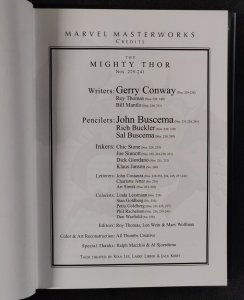 MARVEL MASTERWORKS
CREDITS
THE
MIGHTY THOR
Nos. 229-241
Writers: Gerry Conway
Roy Thomas
Bill Mantlo
Pencilers: John Buscema
Rich Buckler
Sal Buscema
Inkers: Chic Stone
Joe Sinnott
Dick Giordano
Klaus Janson
Letterers: John Costanza
Charlotte Jetter
Artie Simek
Colorists: Linda Lessmann
Stan Goldberg
Petra Goldberg
Phil Rachelson
Don Warfield
Editors: Roy Thomas, Len Wein & Marv Wolfman
Color & Art Reconstruction: All Thumbs Creative
Special Thanks: Ralph Macchio & Al Sjoerdsma
THOR CREATED BY STAN LEE, LARRY LIEBER & JACK KIRBY